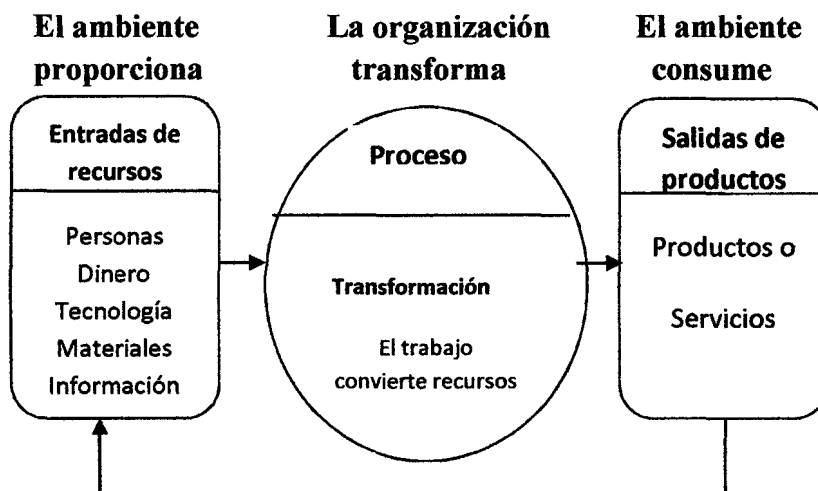 El ambiente
proporciona
La organización
transforma
El ambiente
consume
Entradas de
recursos
Personas
Dinero
Tecnología
Materiales
Información
Proceso
Transformación
El trabajo
convierte recursos
Salidas de
productos
Productos o
Servicios